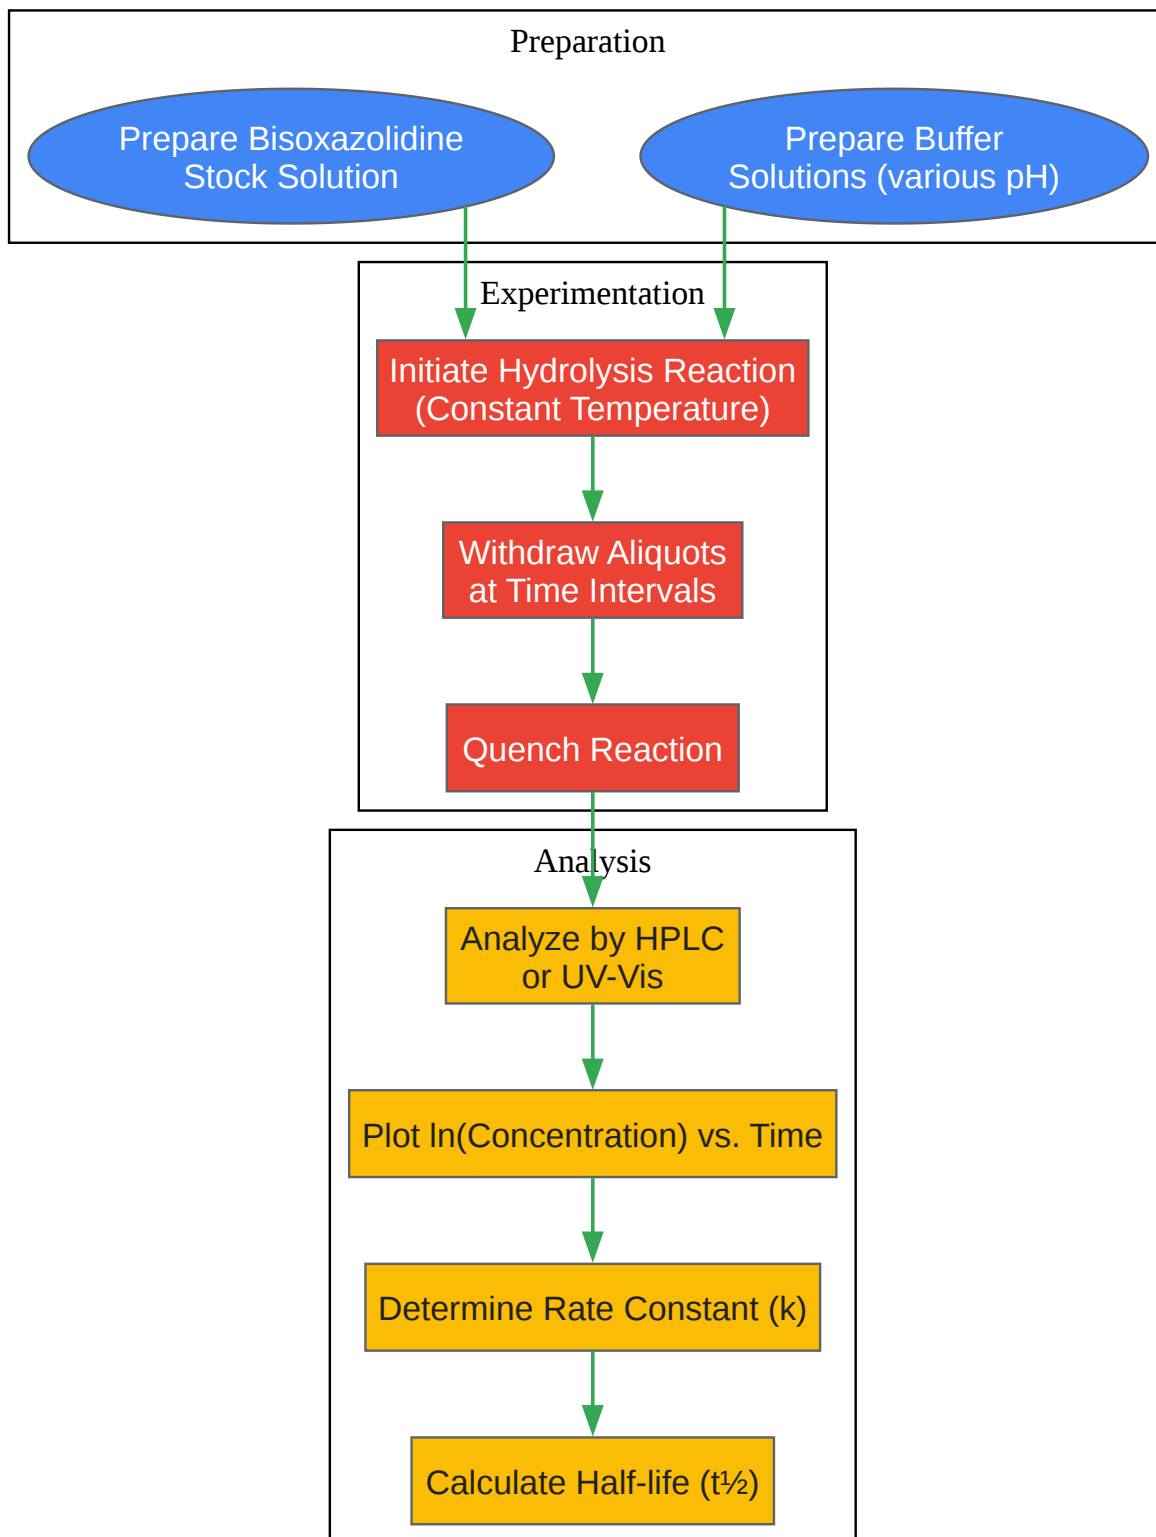 Preparation
Prepare Bisoxazolidine
Stock Solution
Prepare Buffer
Solutions (various pH)
Experimentation
Initiate Hydrolysis Reaction
(Constant Temperature)
Withdraw Aliquots
at Time Intervals
Quench Reaction
Analysis
Analyze by HPLC
or UV-Vis
Plot ln(Concentration) vs. Time
Determine Rate Constant (k)
Calculate Half-life (t½)